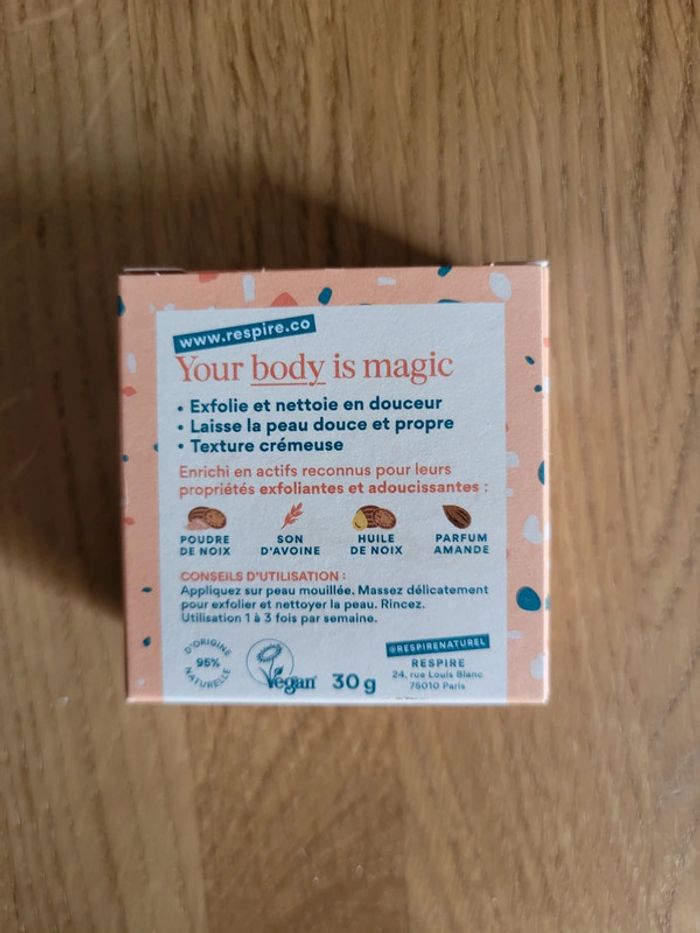 www.respire.co
Your body is magic
• Exfolie et nettoie en douceur
• Laisse la peau douce et propre
• Texture crémeuse
Enrichi en actifs reconnus pour leurs
propriétés exfoliantes et adoucissantes :
POUDRE
DE NOIX
SON
D'AVOINE
HUILE
DE NOIX
PARFUM
AMANDE
CONSEILS D'UTILISATION :
Appliquez sur peau mouillée. Massez délicatement
pour exfolier et nettoyer la peau. Rincez.
Utilisation 1 à 3 fois par semaine.
D'ORIGINE
95%
NATURELLE
Vegan
30 g
@RESPIRENATUREL
RESPIRE
24, rue Louis Blanc
75010 Paris